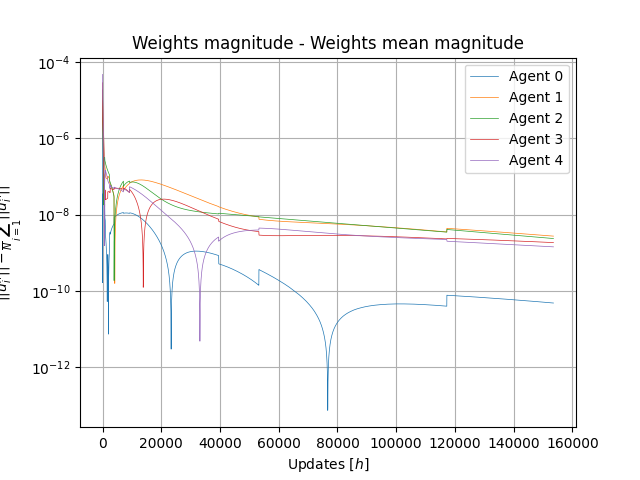 Weights magnitude - Weights mean magnitude
10⁻⁴
10⁻⁶
10⁻⁸
10⁻¹⁰
10⁻¹²
Agent 0
Agent 1
Agent 2
Agent 3
Agent 4
0
20000
40000
60000
80000
100000
120000
140000
160000
Updates [h]